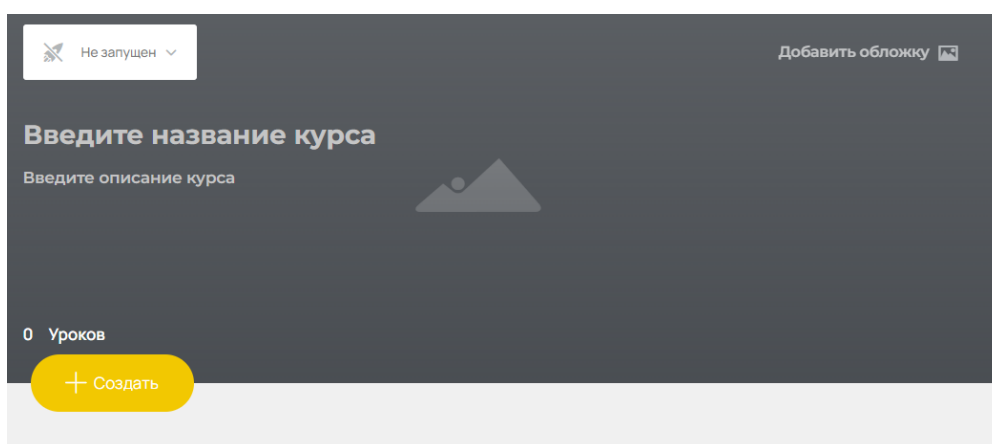 Не запущен
Добавить обложку
Введите название курса
Введите описание курса
0 Уроков
Создать